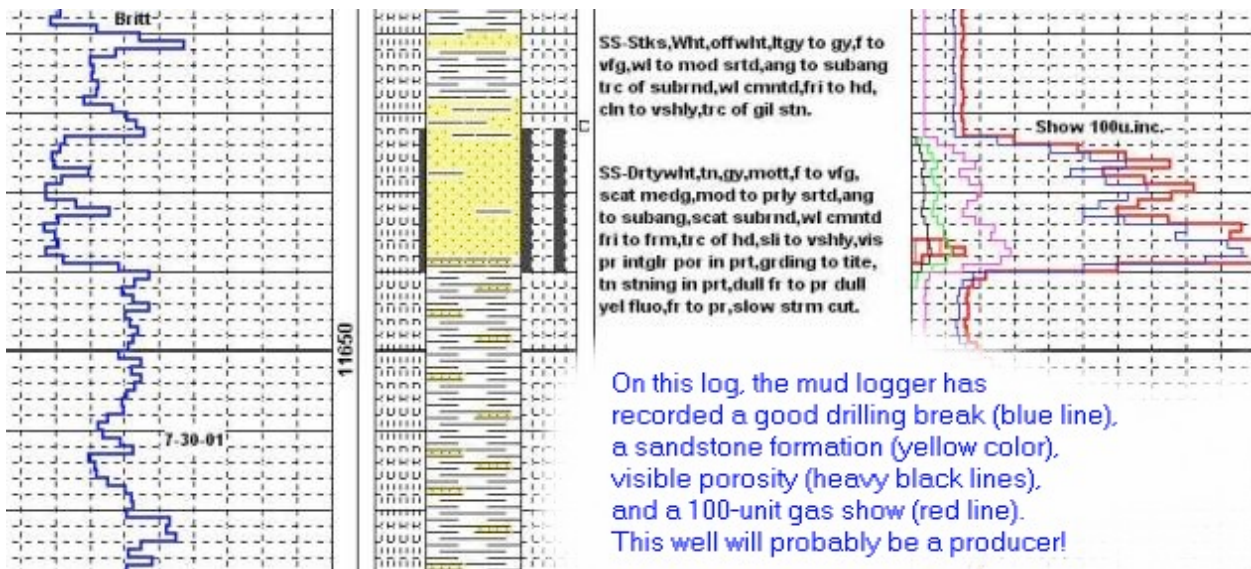 Britt
SS-Stks,Wht,offwht,ltgy to gy,f to
vfg,wl to mod srtd,ang to subang
trc of subrnd,wl cmntd,fri to hd,
cln to vshly,trc of gil stn.
Show 100u.inc.
SS-Drtywht,tn,gy,mott,f to vfg,
scat medg,mod to prly srtd,ang
to subang,scat subrnd,wl cmntd
fri to frm,trc of hd,sli to vshly,vis
pr intglr por in prt,grding to tite,
tn stning in prt,dull fr to pr dull
yel fluo,fr to pr,slow strm cut.
11650
7-30-01
On this log, the mud logger has
recorded a good drilling break (blue line),
a sandstone formation (yellow color),
visible porosity (heavy black lines),
and a 100-unit gas show (red line).
This well will probably be a producer!